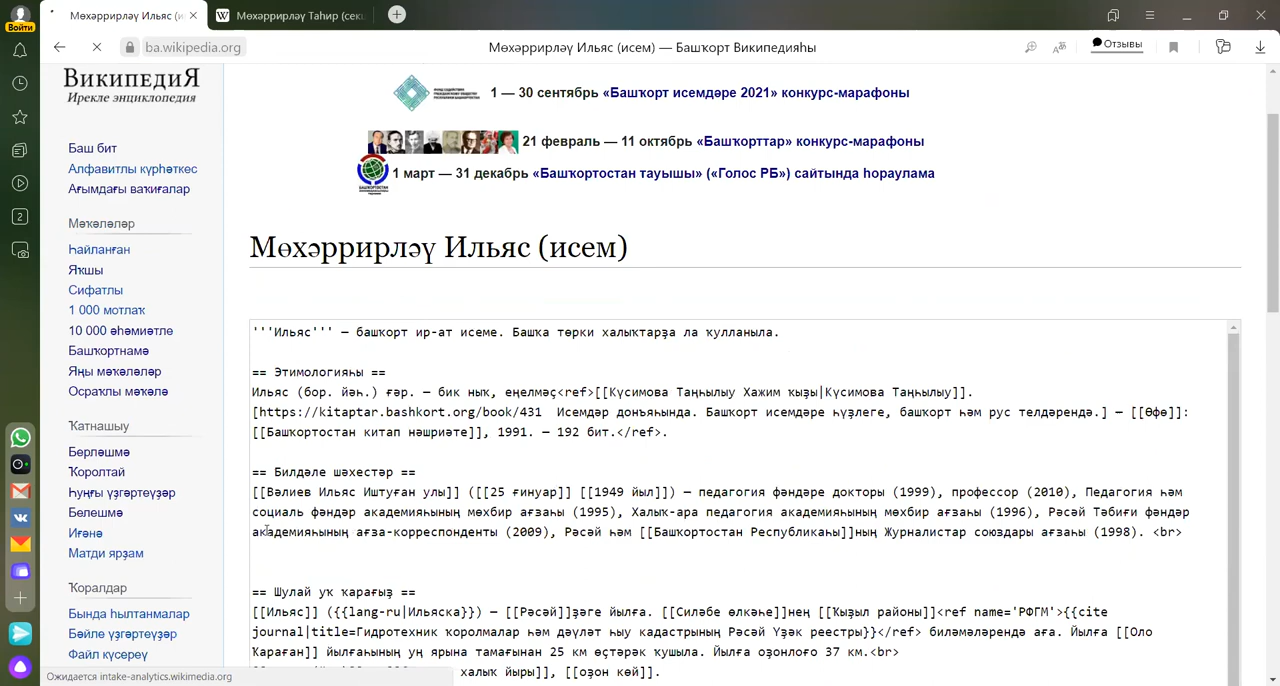 Войти
Мөхәррирләү Ильяс (и
Мөхәррирләү Таһир (сек
ba.wikipedia.org
Мөхәррирләү Ильяс (исем) — Башҡорт Википедияһы
Отзывы
ВикипедиЯ
Ирекле энциклопедия
1 — 30 сентябрь «Башҡорт исемдәре 2021» конкурс-марафоны
21 февраль — 11 октябрь «Башҡорттар» конкурс-марафоны
1 март — 31 декабрь «Башҡортостан тауышы» («Голос РБ») сайтында һораулама
Баш бит
Алфавитлы күрһәткес
Ағымдағы ваҡиғалар
Мәҡәләләр
Һайланған
Яҡшы
Сифатлы
1 000 мотлаҡ
10 000 әһәмиәтле
Башҡортнамә
Яңы мәҡәләләр
Осраҡлы мәҡәлә
Ҡатнашыу
Берләшмә
Ҡоролтай
Һуңғы үҙгәртеүҙәр
Белешмә
Иғәнә
Матди ярҙам
Ҡоралдар
Бында һылтанмалар
Бәйле үҙгәртеүҙәр
Файл күсереү
Мөхәррирләү Ильяс (исем)
'''Ильяс''' — башҡорт ир-ат исеме. Башҡа төрки халыҡтарҙа ла ҡулланыла.
== Этимологияһы ==
Ильяс (бор. йәһ.) ғәр. — бик ныҡ, еңелмәҫ<ref>[[Күсимова Таңһылыу Хажим ҡыҙы|Күсимова Таңһылыу]].
[https://kitaptar.bashkort.org/book/431  Исемдәр донъяһында. Башҡорт исемдәре һүҙлеге, башҡорт һәм рус телдәрендә.] — [[Өфө]]:
[[Башҡортостан китап нәшриәте]], 1991. — 192 бит.</ref>.
== Билдәле шәхестәр ==
[[Вәлиев Ильяс Иштуған улы]] ([[25 ғинуар]] [[1949 йыл]]) — педагогия фәндәре докторы (1999), профессор (2010), Педагогия һәм
социаль фәндәр академияһының мөхбир ағзаһы (1995), Халыҡ-ара педагогия академияһының мөхбир ағзаһы (1996), Рәсәй Тәбиғи фәндәр
академияһының ағза-корреспонденты (2009), Рәсәй һәм [[Башҡортостан Республикаһы]]ның Журналистар союздары ағзаһы (1998). <br>
== Шулай уҡ ҡарағыҙ ==
[[Ильяс]] ({{lang-ru|Ильяска}}) — [[Рәсәй]]ҙәге йылға. [[Силәбе өлкәһе]]нең [[Ҡыҙыл районы]]<ref name='РФГМ'>{{cite
journal|title=Гидротехник ҡоролмалар һәм дәүләт һыу кадастрының Рәсәй Үҙәк реестры}}</ref> биләмәләрендә аға. Йылға [[Оло
Ҡараған]] йылғаһының уң ярына тамағынан 25 км өҫтәрәк ҡушыла. Йылға оҙонлоғо 37 км.<br>
халыҡ йыры]], [[оҙон көй]].
Ожидается intake-analytics.wikimedia.org